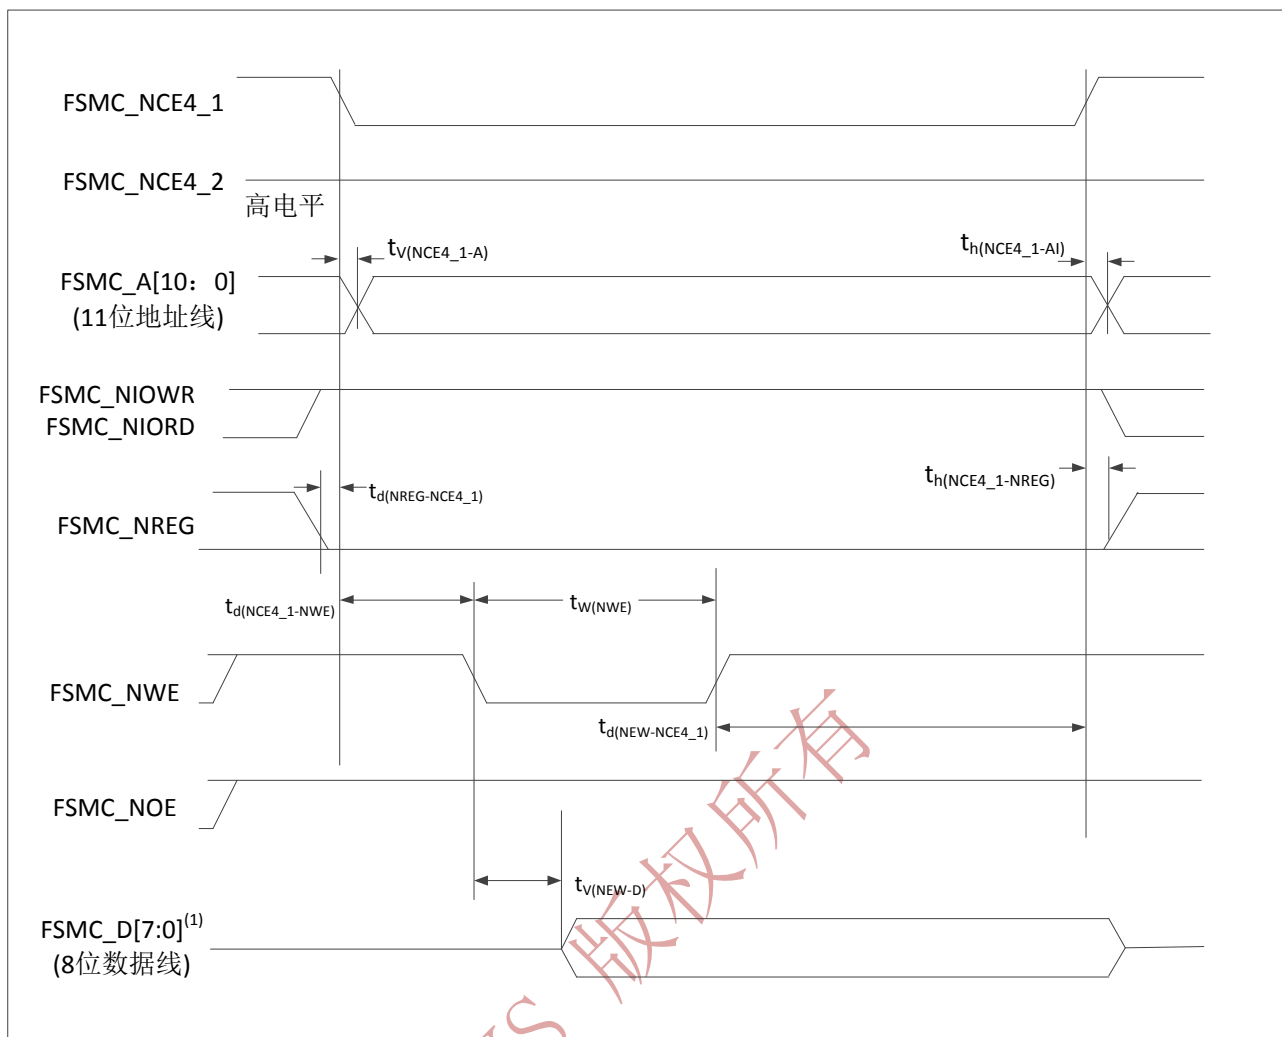 FSMC_NCE4_1
FSMC_NCE4_2
高电平
tV(NCE4_1-A)
th(NCE4_1-AI)
FSMC_A[10：0]
(11位地址线)
FSMC_NIOWR
FSMC_NIORD
td(NREG-NCE4_1)
th(NCE4_1-NREG)
FSMC_NREG
td(NCE4_1-NWE)
tW(NWE)
FSMC_NWE
td(NEW-NCE4_1)
FSMC_NOE
tV(NEW-D)
FSMC_D[7:0](1)
(8位数据线)
版权所有